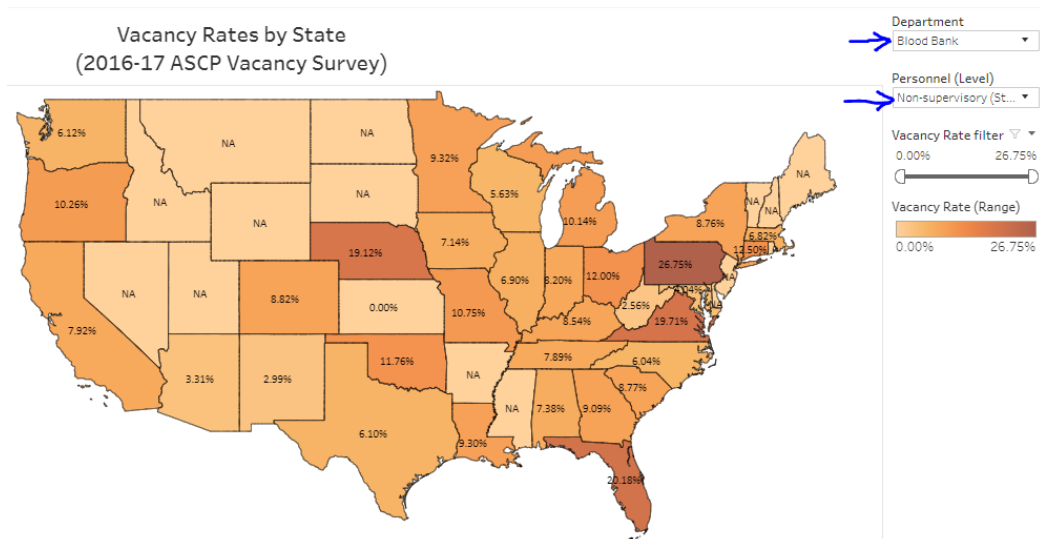 Vacancy Rates by State
(2016-17 ASCP Vacancy Survey)
Department
Blood Bank
Personnel (Level)
Non-supervisory (St...
Vacancy Rate filter
0.00% 26.75%
Vacancy Rate (Range)
0.00% 26.75%
6.12%
NA
NA
9.32%
NA
10.26%
NA
NA
NA
5.63%
10.14%
8.76%
NA
NA
6.82%
12.50%
7.14%
19.12%
26.75%
NA
NA
NA
8.82%
0.00%
6.90%
8.20%
12.00%
2.56%
NA
19.71%
7.92%
10.75%
8.54%
3.31%
2.99%
11.76%
NA
7.89%
6.04%
8.77%
NA
7.38%
9.09%
6.10%
9.30%
20.18%